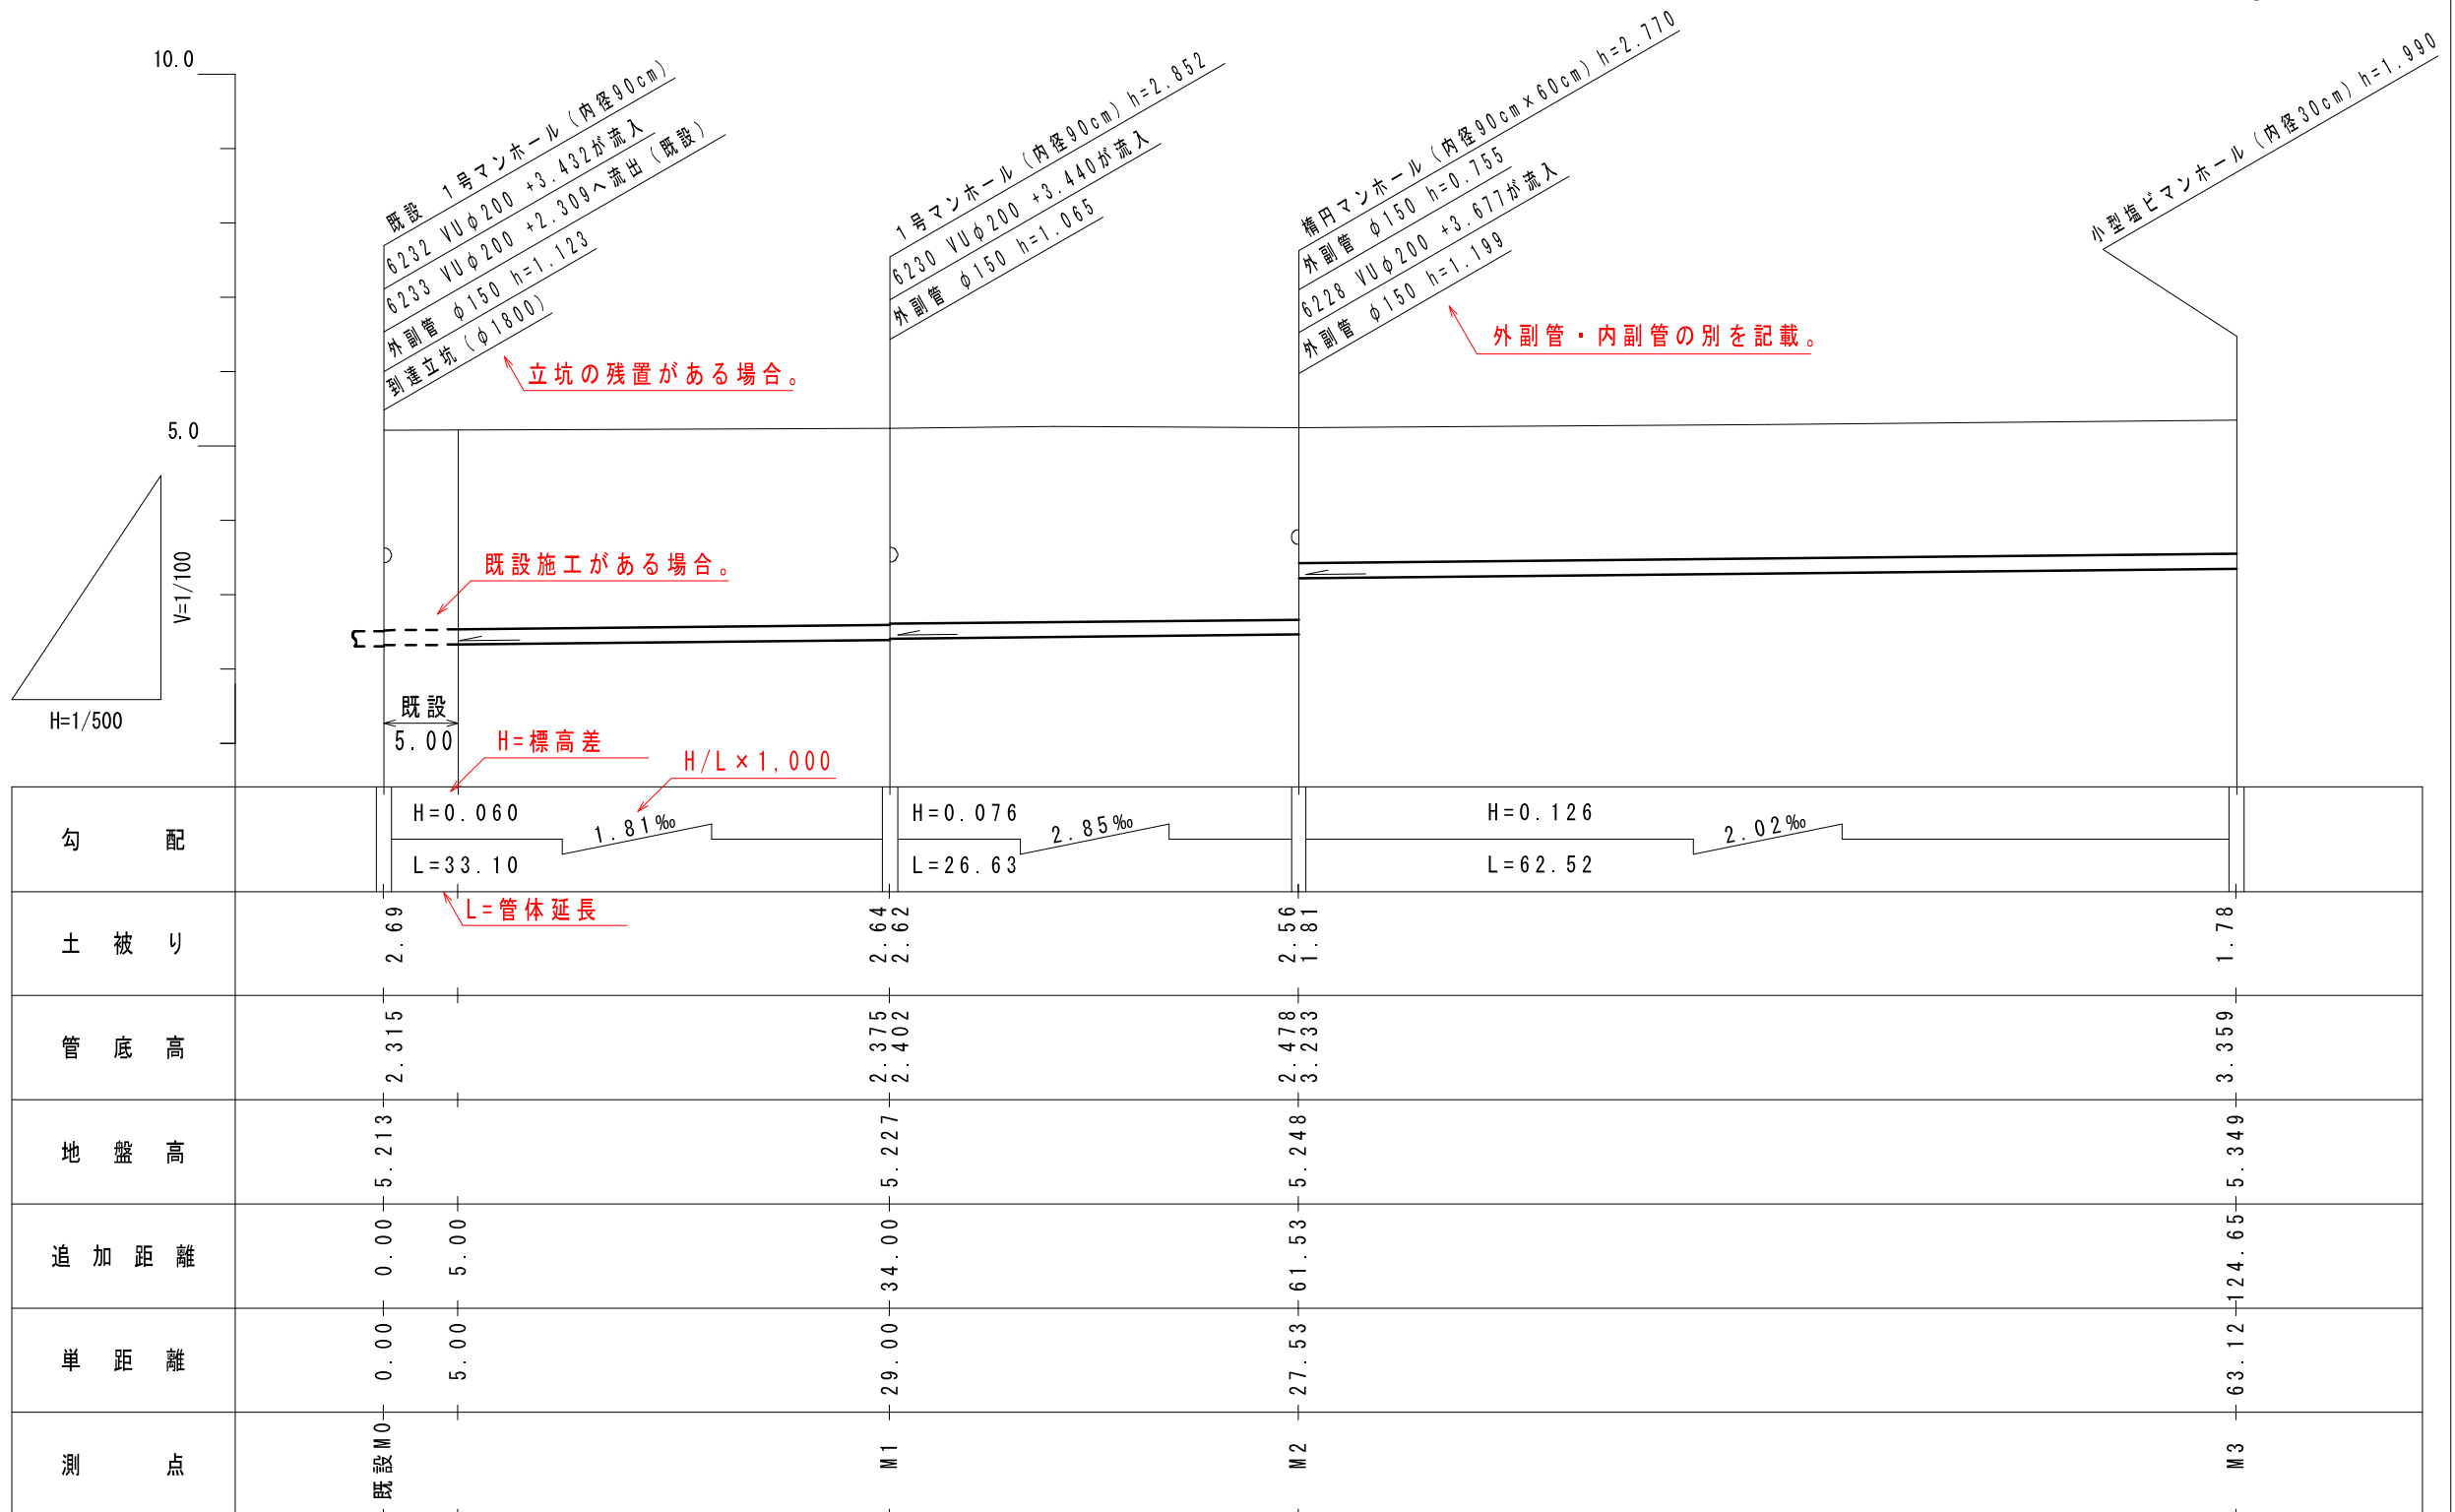 10.0
5.0
V=1/100
H=1/500
既設 1号マンホール（内径90cm）
6232 VUφ200 +3.432が流入
6233 VUφ200 +2.309へ流出（既設）
外副管 φ150 h=1.123
到達立坑（φ1800）
1号マンホール（内径90cm）h=2.852
6230 VUφ200 +3.440が流入
外副管 φ150 h=1.065
楕円マンホール（内径90cm×60cm）h=2.770
外副管 φ150 h=0.755
6228 VUφ200 +3.677が流入
外副管 φ150 h=1.199
小型塩ビマンホール（内径30cm）h=1.990
立坑の残置がある場合。
外副管・内副管の別を記載。
既設施工がある場合。
既設
5.00
H=標高差
H/L×1,000
勾配
H=0.060
1.81‰
L=33.10
H=0.076
2.85‰
L=26.63
H=0.126
2.02‰
L=62.52
L=管体延長
土被り
2.69
2.64
2.62
2.56
1.81
1.78
管底高
2.315
2.375
2.402
2.478
3.233
3.359
地盤高
5.213
5.227
5.248
5.349
追加距離
0.00
5.00
34.00
61.53
124.65
単距離
0.00
5.00
29.00
27.53
63.12
測点
既設M0
M1
M2
M3